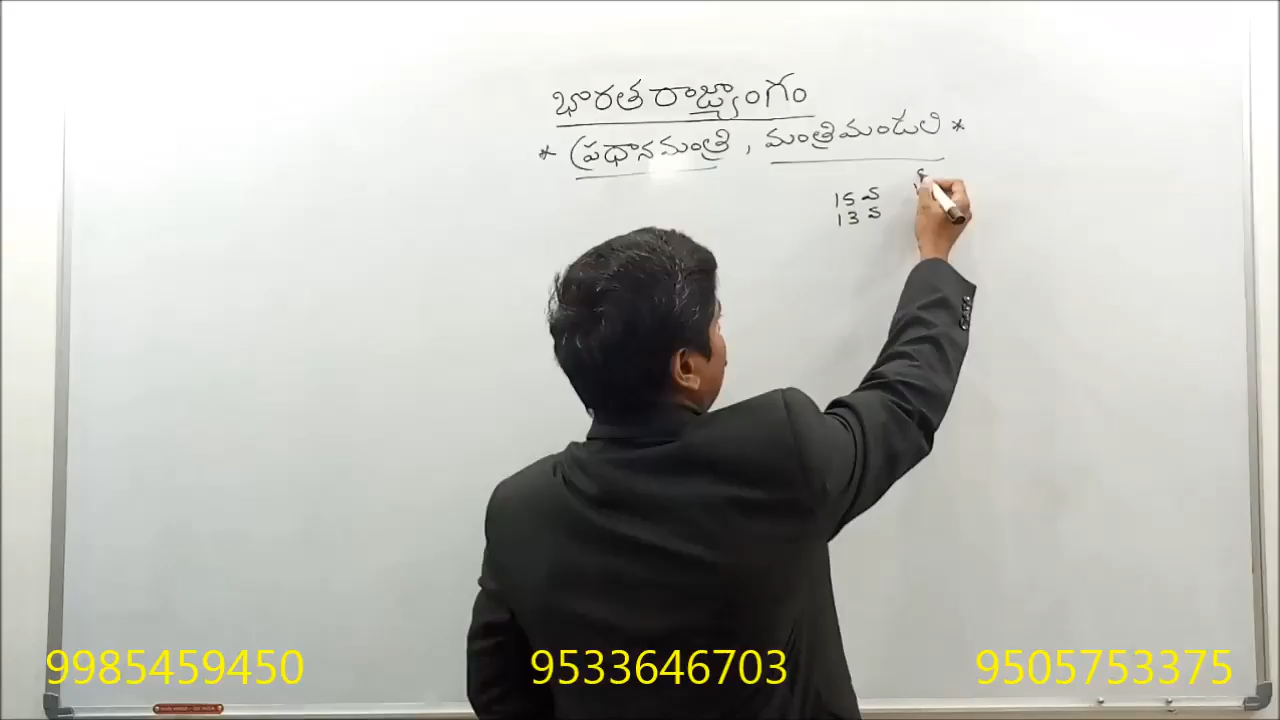 భారత రాజ్యాంగం
* ప్రధానమంత్రి , మంత్రిమండలి *
15 వ
13 వ
9985459450 9533646703 9505753375